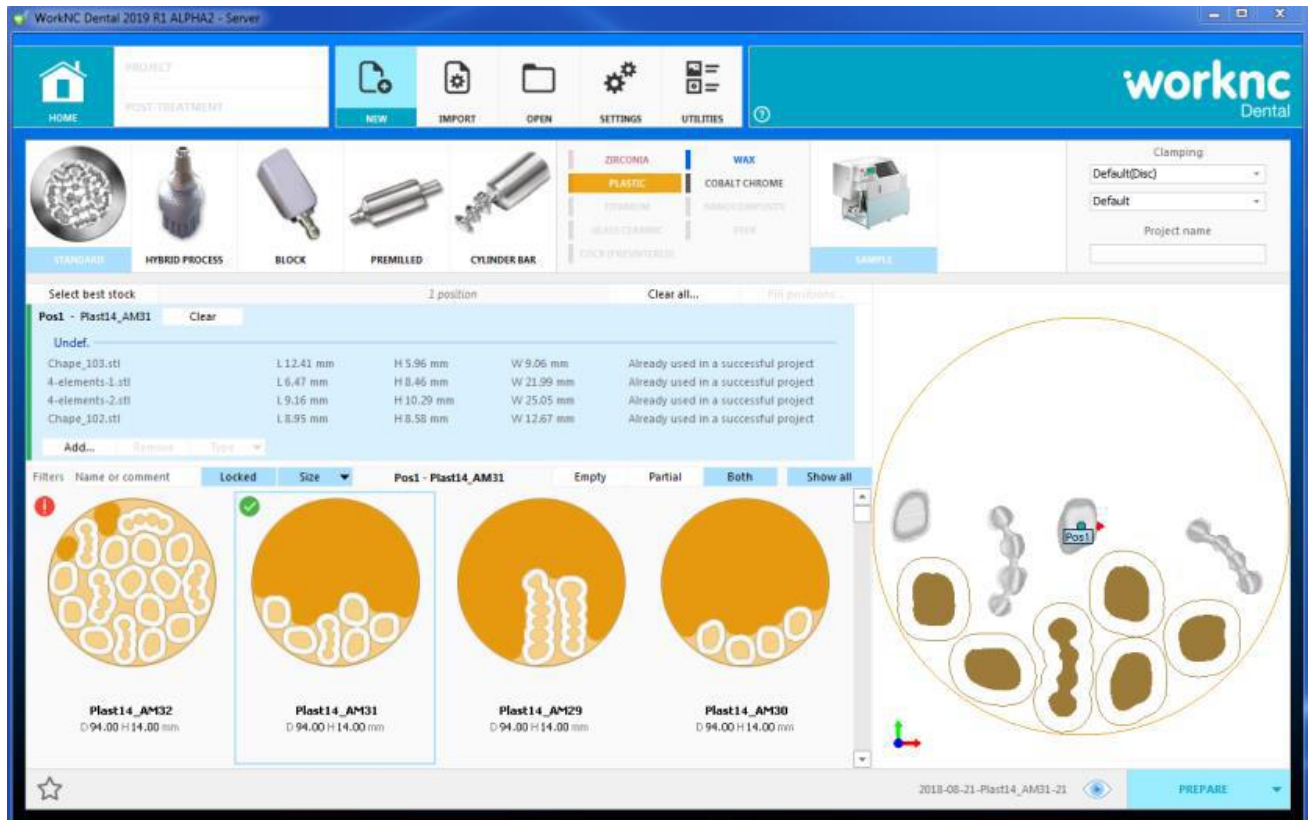 WorkNC Dental 2019 R1 ALPHA2 - Server
PROJECT
POST-TREATMENT
HOME
NEW
IMPORT
OPEN
SETTINGS
UTILITIES
?
worknc
Dental
STANDARD
HYBRID PROCESS
BLOCK
PREMILLED
CYLINDER BAR
ZIRCONIA
WAX
PLASTIC
COBALT CHROME
TITANIUM
NANOCOMPOSITE
GLASS CERAMIC
PEEK
SAMPLE
Clamping
Default(Disc)
Default
Project name
Select best stock
1 position
Clear all...
Fill positions...
Pos1 - Plast14_AM31
Clear
Undef.
Chape_103.stl L 12.41 mm H 5.96 mm W 9.06 mm Already used in a successful project
4-elements-1.stl L 6.47 mm H 8.46 mm W 21.99 mm Already used in a successful project
4-elements-2.stl L 9.16 mm H 10.29 mm W 25.05 mm Already used in a successful project
Chape_102.stl L 8.95 mm H 8.58 mm W 12.67 mm Already used in a successful project
Add...
Remove
Type
Filters Name or comment Locked Size Pos1 - Plast14_AM31 Empty Partial Both Show all
Plast14_AM32
D 94.00 H 14.00 mm
Plast14_AM31
D 94.00 H 14.00 mm
Plast14_AM29
D 94.00 H 14.00 mm
Plast14_AM30
D 94.00 H 14.00 mm
Pos1
2018-08-21-Plast14_AM31-21
PREPARE